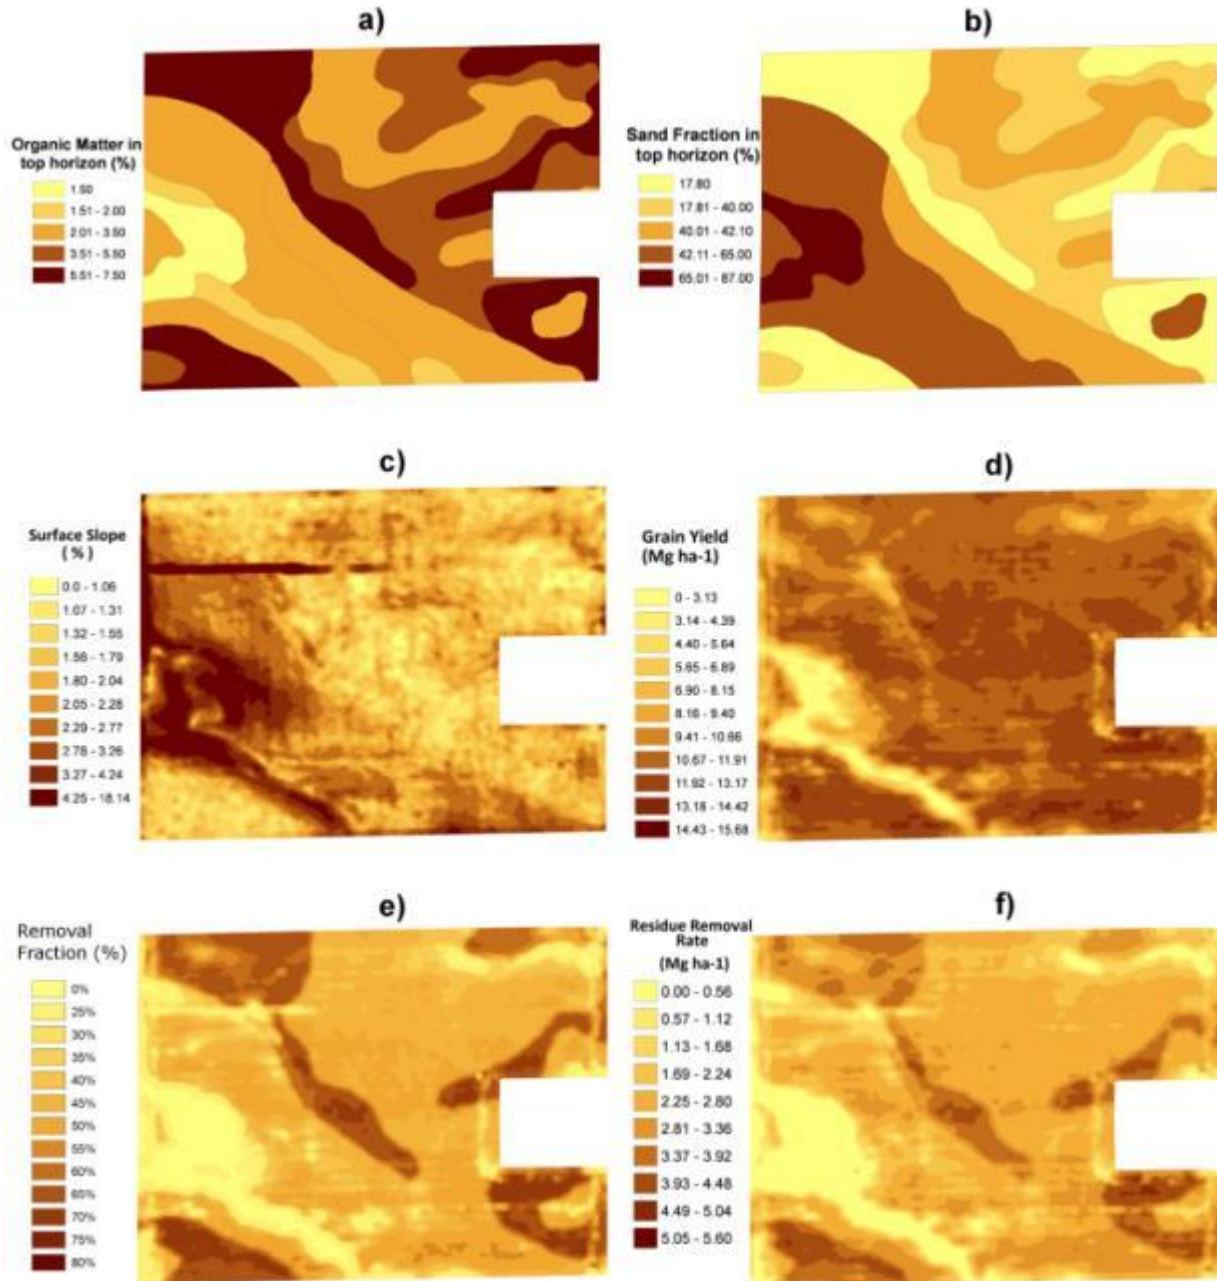 a)
Organic Matter in
top horizon (%)
1.50
1.51 - 2.00
2.01 - 3.50
3.51 - 5.50
5.51 - 7.50
b)
Sand Fraction in
top horizon (%)
17.80
17.81 - 40.00
40.01 - 42.10
42.11 - 65.00
65.01 - 87.00
c)
Surface Slope
( % )
0.0 - 1.06
1.07 - 1.31
1.32 - 1.55
1.56 - 1.79
1.80 - 2.04
2.05 - 2.28
2.29 - 2.77
2.78 - 3.26
3.27 - 4.24
4.25 - 18.14
d)
Grain Yield
(Mg ha-1)
0 - 3.13
3.14 - 4.39
4.40 - 5.64
5.65 - 6.89
6.90 - 8.15
8.16 - 9.40
9.41 - 10.66
10.67 - 11.91
11.92 - 13.17
13.18 - 14.42
14.43 - 15.68
e)
Removal
Fraction (%)
0%
25%
30%
35%
40%
45%
50%
55%
60%
65%
70%
75%
80%
f)
Residue Removal
Rate
(Mg ha-1)
0.00 - 0.56
0.57 - 1.12
1.13 - 1.68
1.69 - 2.24
2.25 - 2.80
2.81 - 3.36
3.37 - 3.92
3.93 - 4.48
4.49 - 5.04
5.05 - 5.60